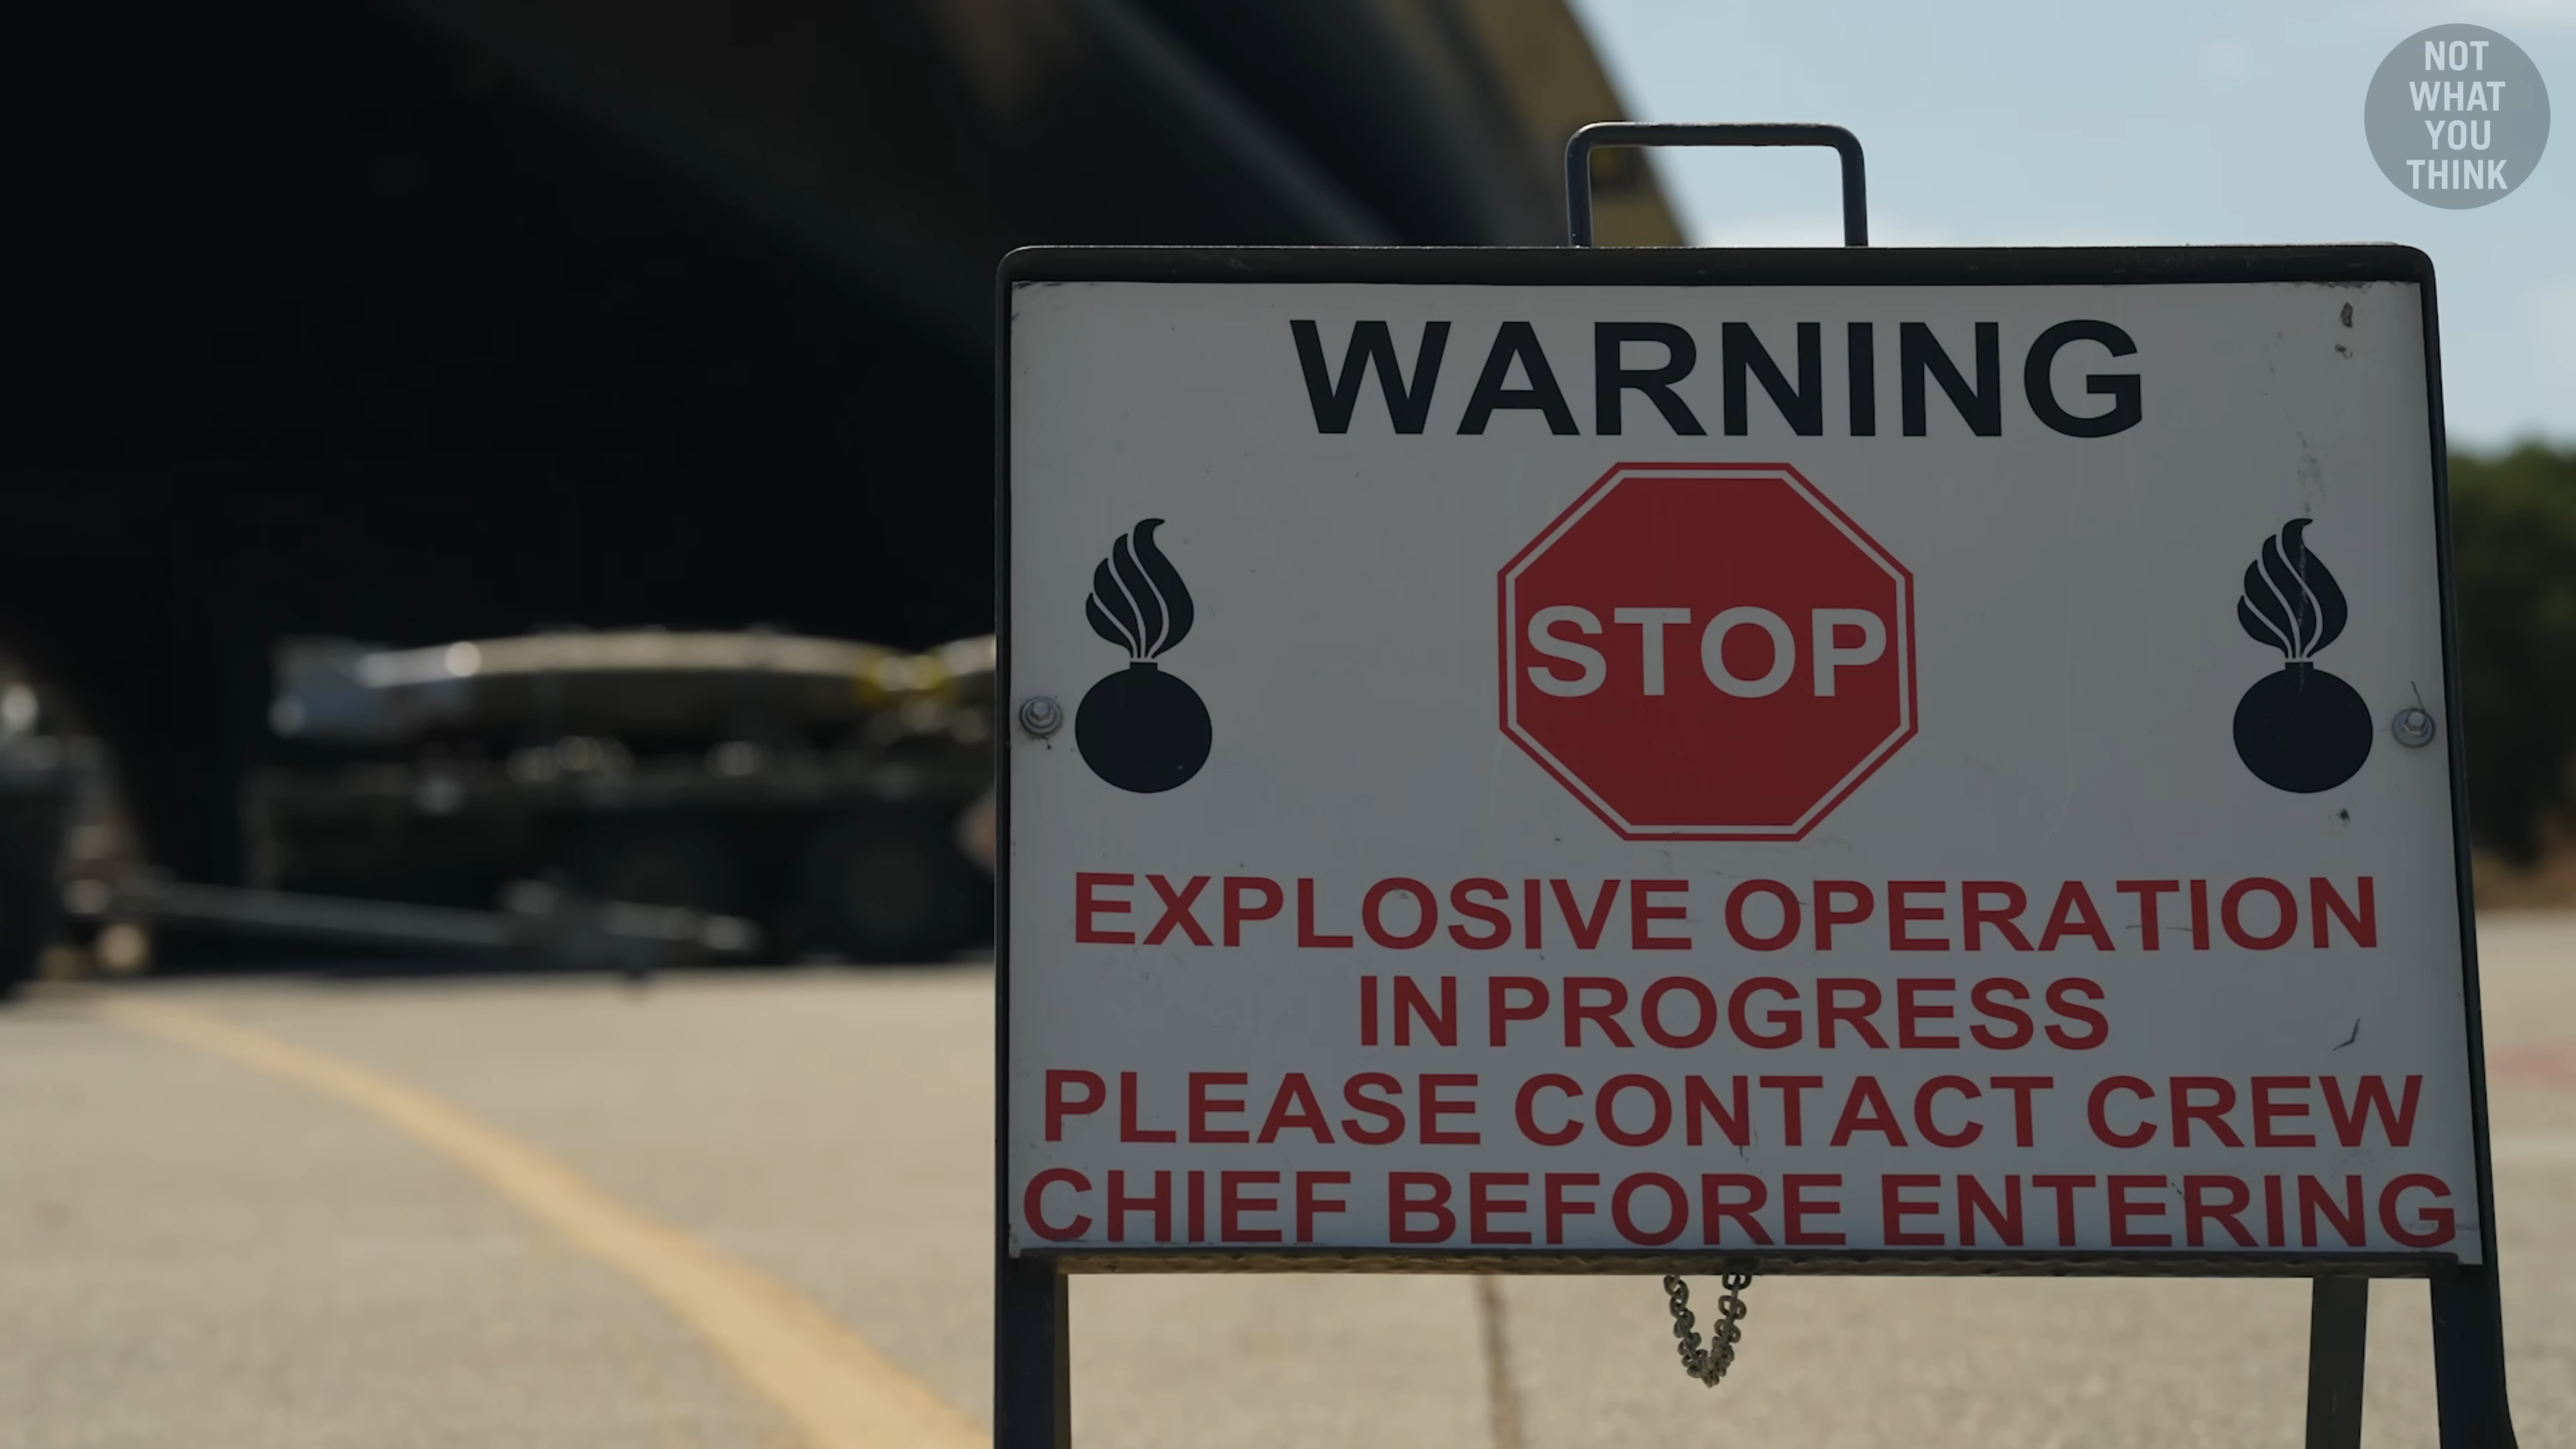 NOT
WHAT
YOU
THINK
WARNING
STOP
EXPLOSIVE OPERATION
IN PROGRESS
PLEASE CONTACT CREW
CHIEF BEFORE ENTERING